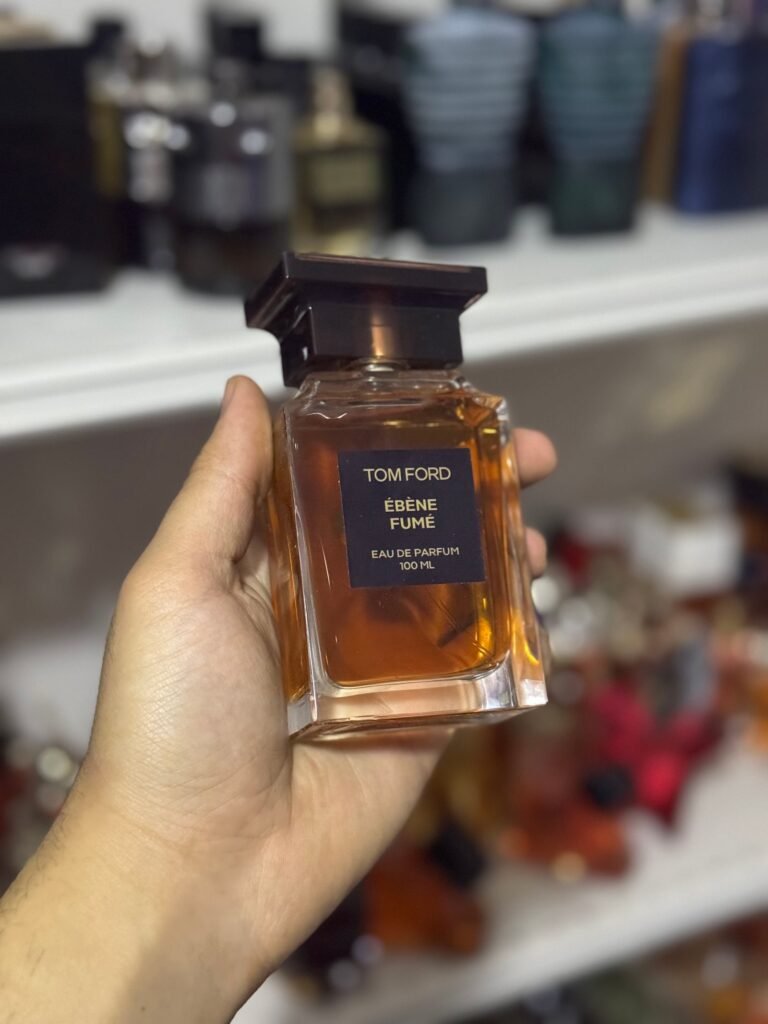 TOM FORD
ÉBÈNE
FUMÉ
EAU DE PARFUM
100 ML